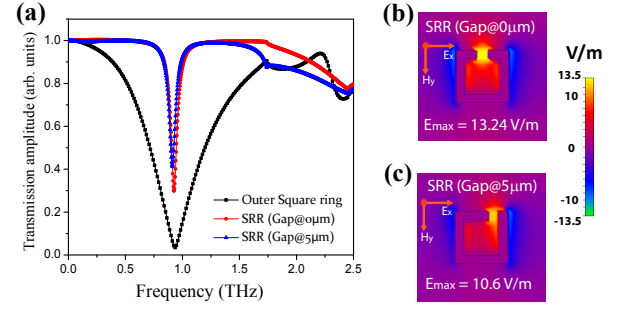 (a)
Transmission amplitude (arb. units)
1.0
0.8
0.6
0.4
0.2
0.0
Outer Square ring
SRR (Gap@0μm)
SRR (Gap@5μm)
0.0 0.5 1.0 1.5 2.0 2.5
Frequency (THz)
(b)
SRR (Gap@0μm)
Ex
Hy
Emax = 13.24 V/m
(c)
SRR (Gap@5μm)
Ex
Hy
Emax = 10.6 V/m
V/m
13.5
10
0
-10
-13.5